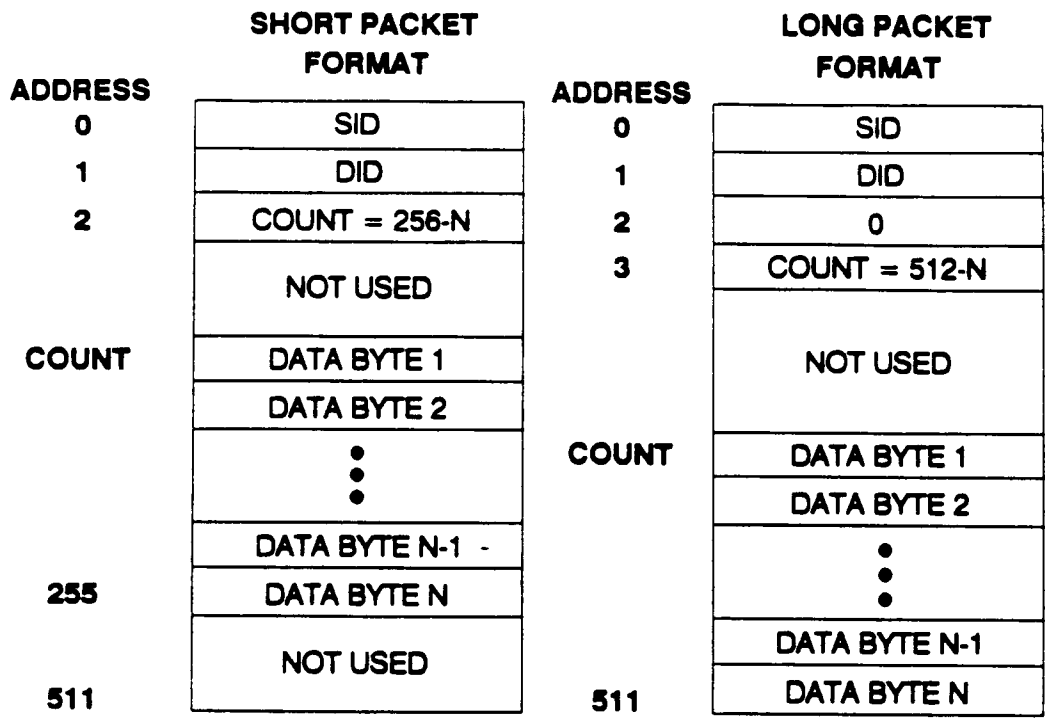 SHORT PACKET
FORMAT
ADDRESS
0 SID
1 DID
2 COUNT = 256-N
NOT USED
COUNT DATA BYTE 1
DATA BYTE 2
DATA BYTE N-1
255 DATA BYTE N
NOT USED
511
LONG PACKET
FORMAT
ADDRESS
0 SID
1 DID
2 0
3 COUNT = 512-N
NOT USED
COUNT DATA BYTE 1
DATA BYTE 2
DATA BYTE N-1
511 DATA BYTE N